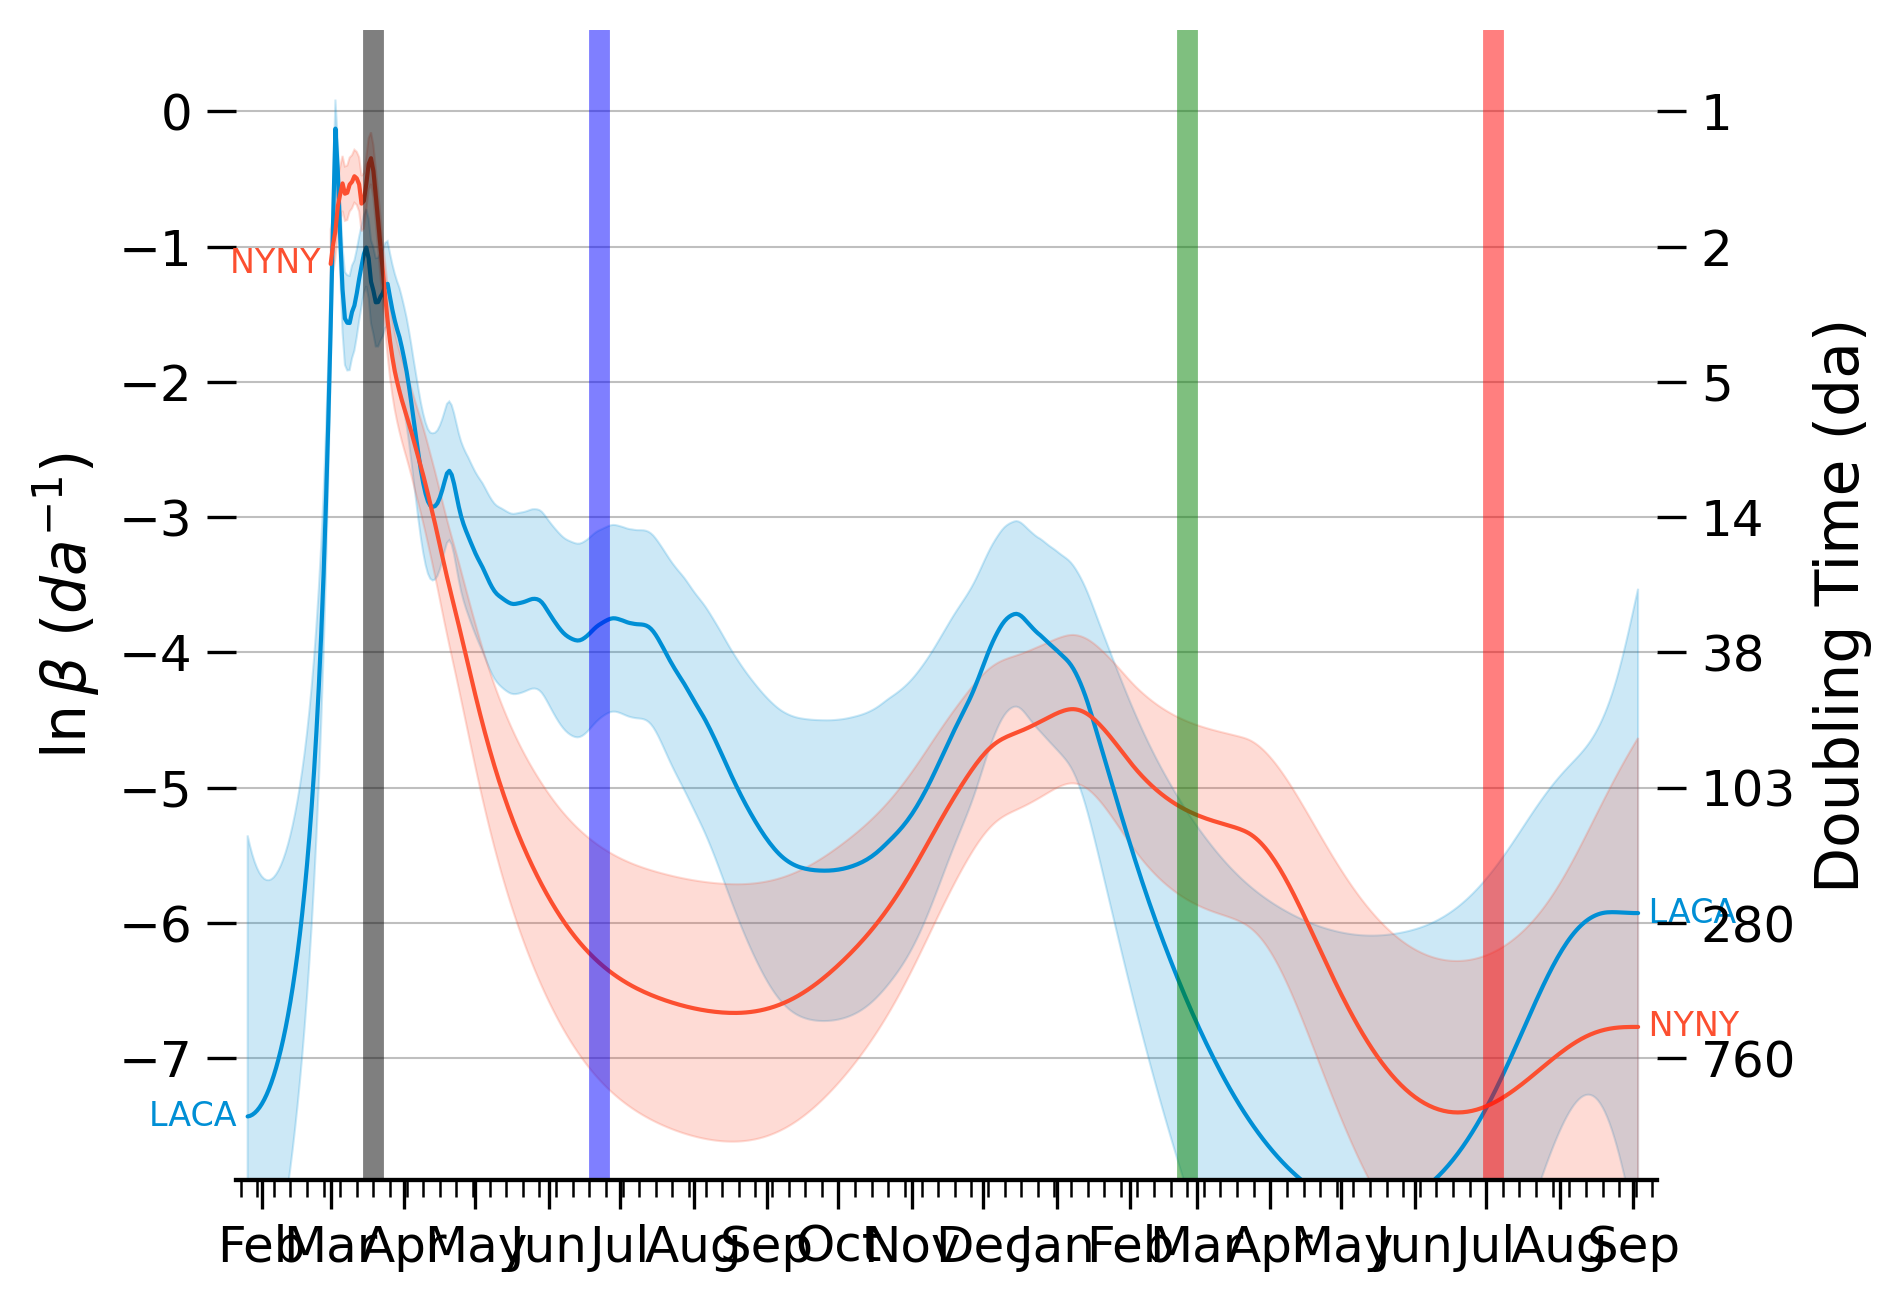 0
−1
−2
−3
−4
−5
−6
−7
ln β (da⁻¹)
1
2
5
14
38
103
280
760
Doubling Time (da)
NYNY
LACA
LACA
NYNY
Feb Mar Apr May Jun Jul Aug Sep Oct Nov Dec Jan Feb Mar Apr May Jun Jul Aug Sep